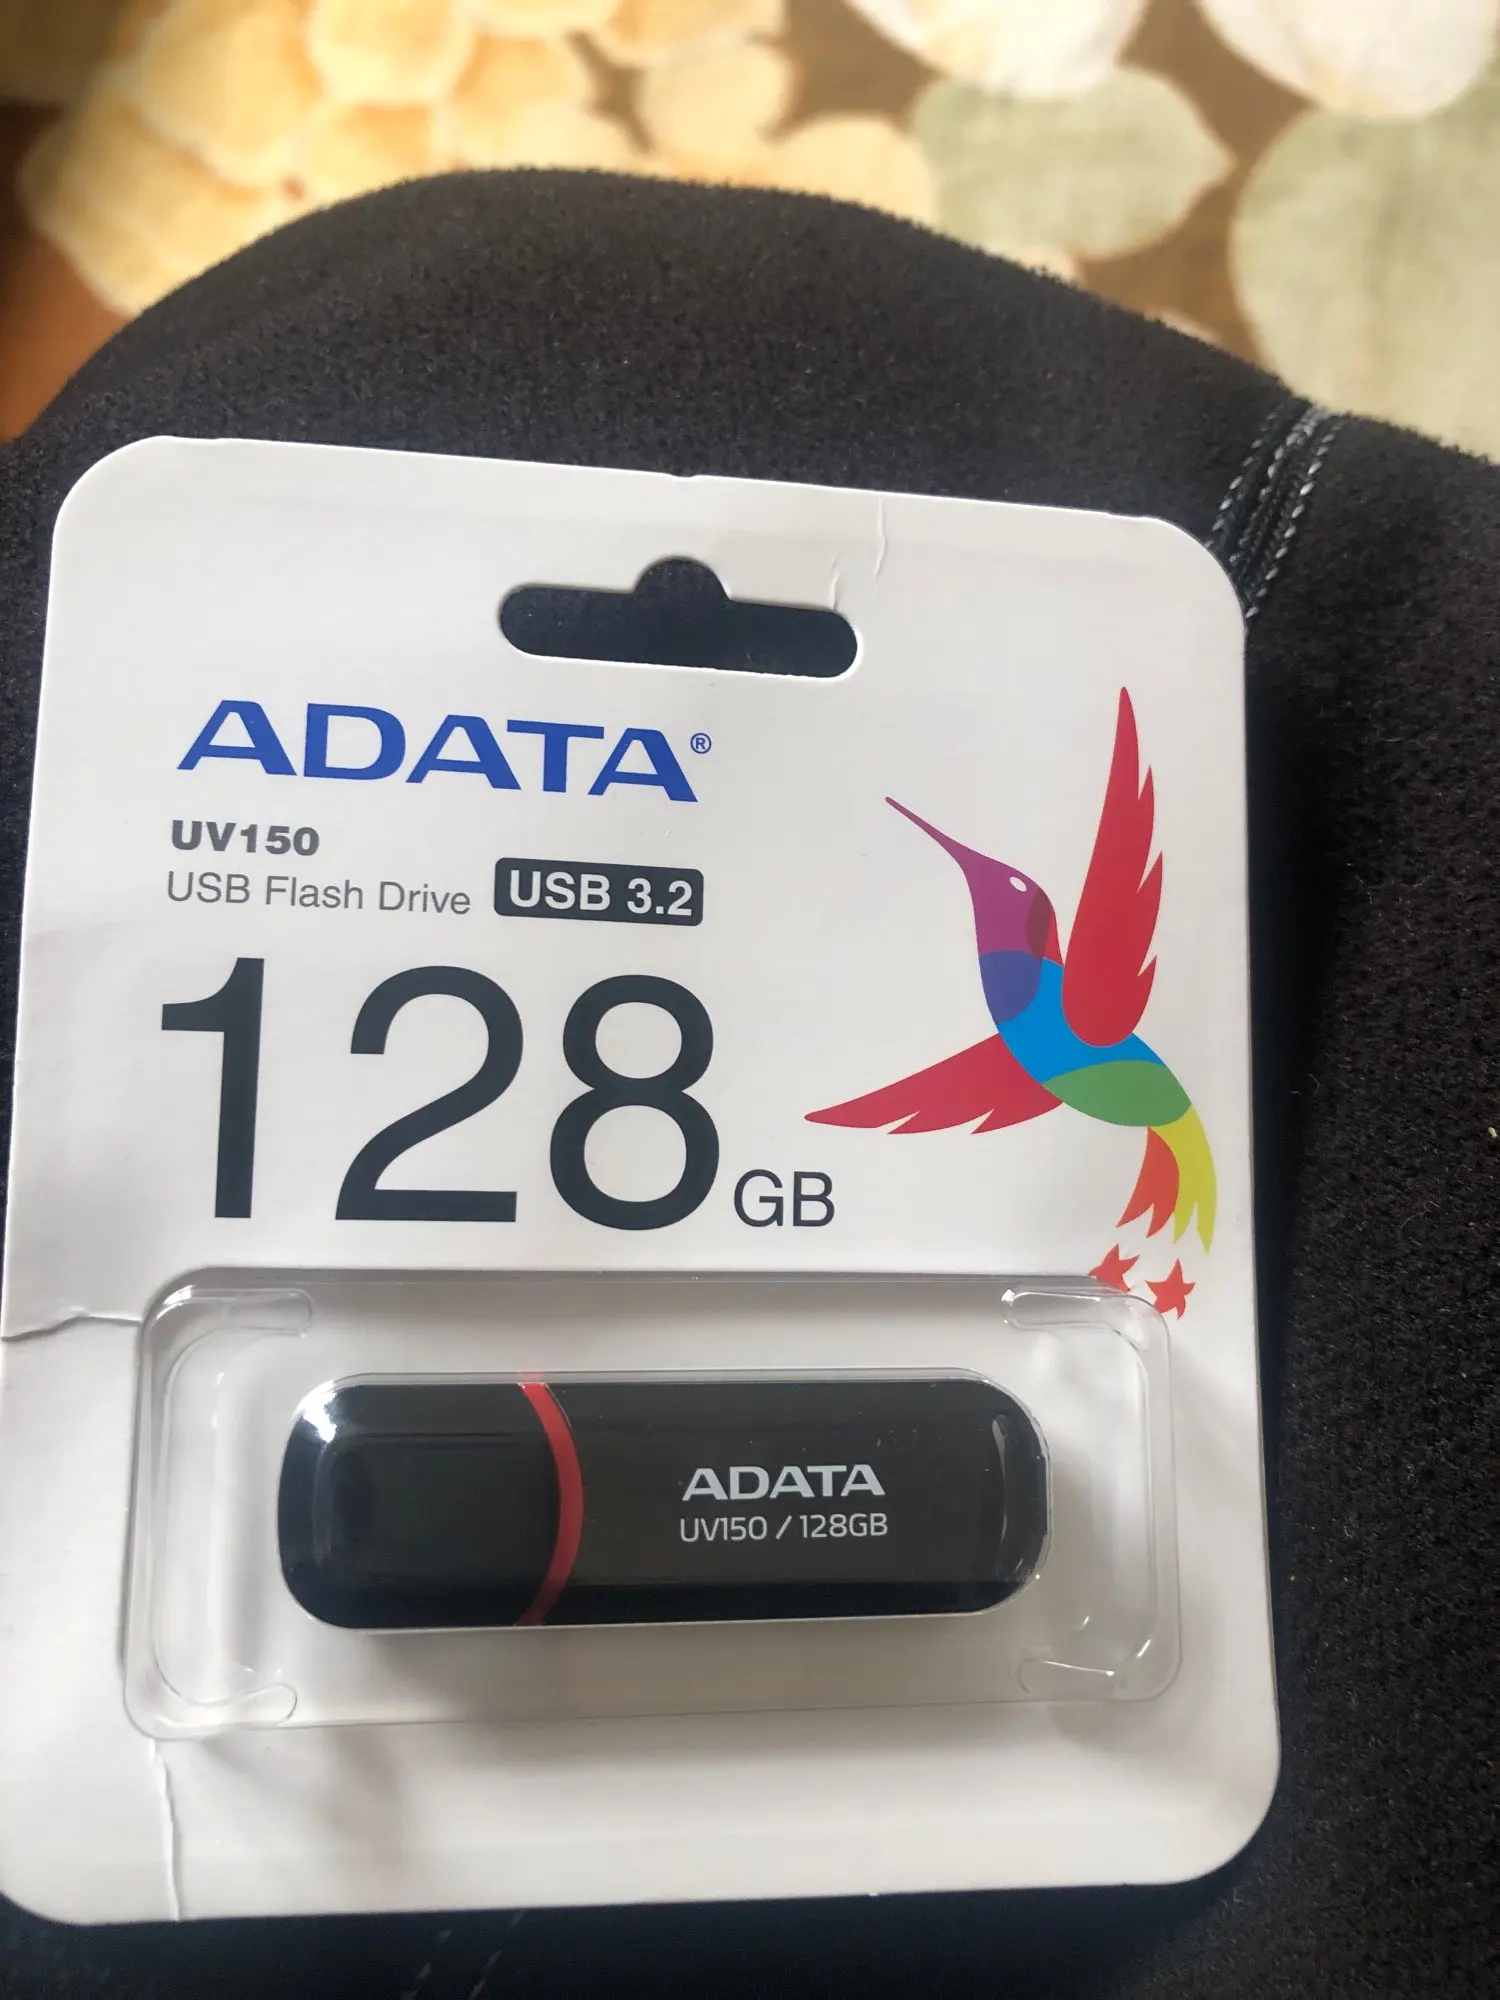 ADATA®
UV150
USB Flash Drive USB 3.2
128 GB
ADATA
UV150 / 128GB